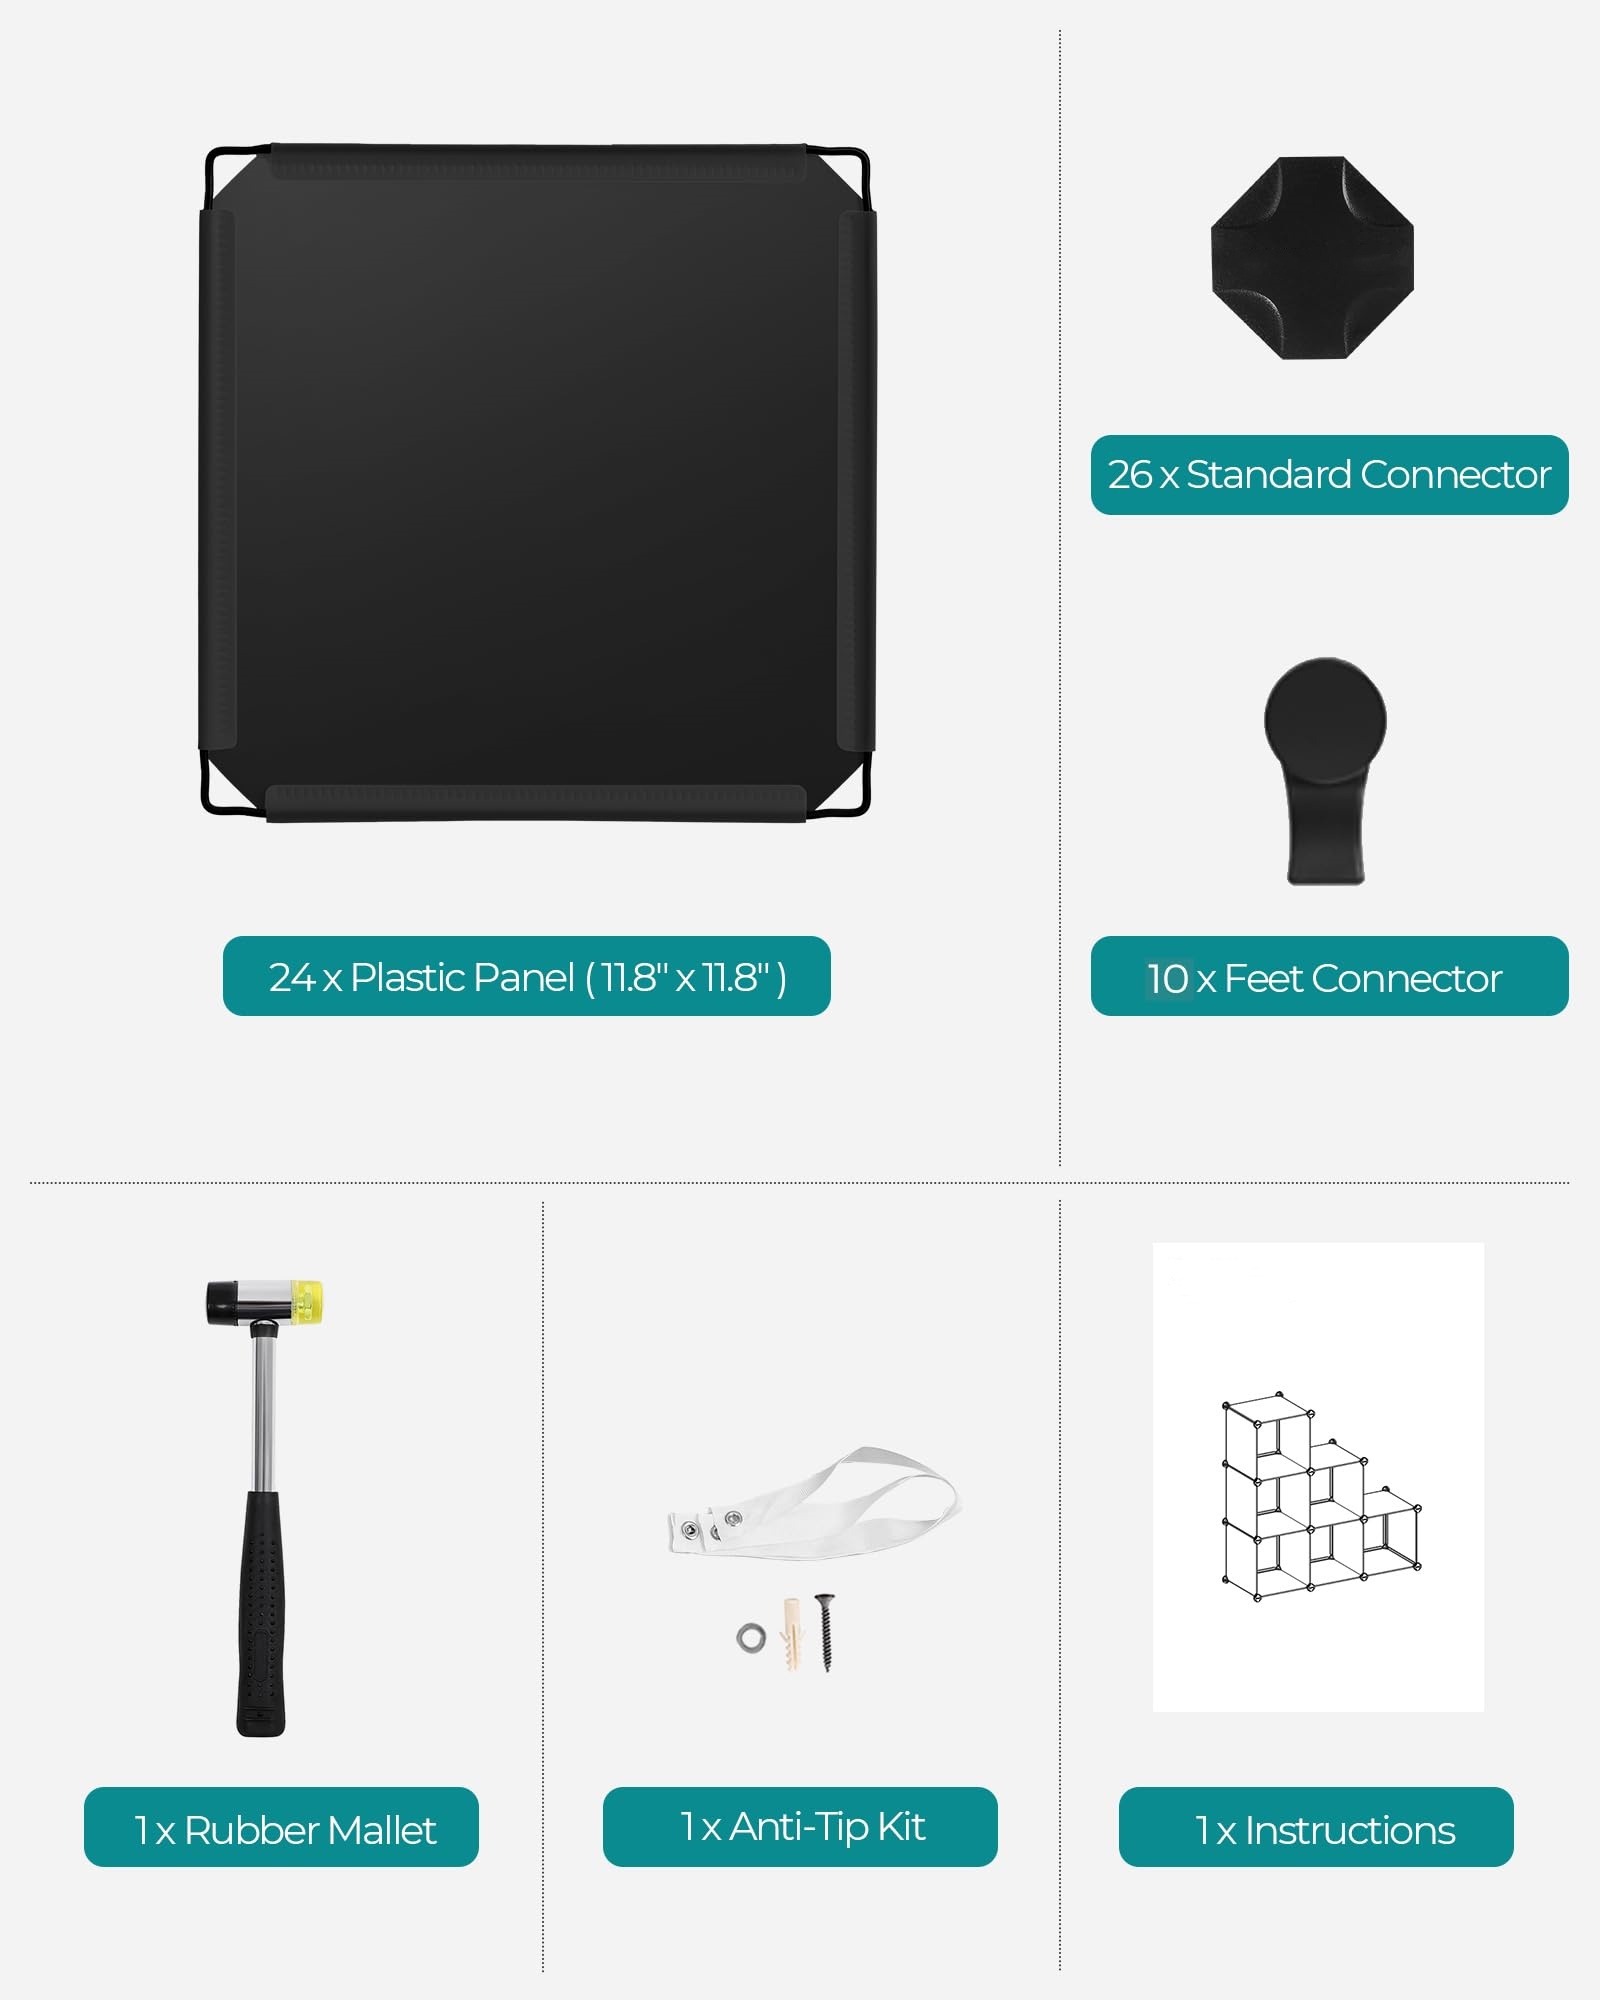 26 x Standard Connector
24 x Plastic Panel ( 11.8" x 11.8" )
10 x Feet Connector
1 x Rubber Mallet
1 x Anti-Tip Kit
1 x Instructions